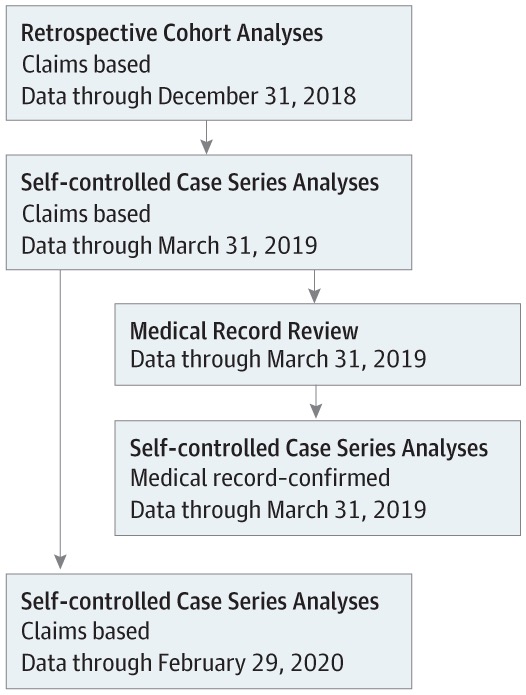 Retrospective Cohort Analyses
Claims based
Data through December 31, 2018
Self-controlled Case Series Analyses
Claims based
Data through March 31, 2019
Medical Record Review
Data through March 31, 2019
Self-controlled Case Series Analyses
Medical record-confirmed
Data through March 31, 2019
Self-controlled Case Series Analyses
Claims based
Data through February 29, 2020